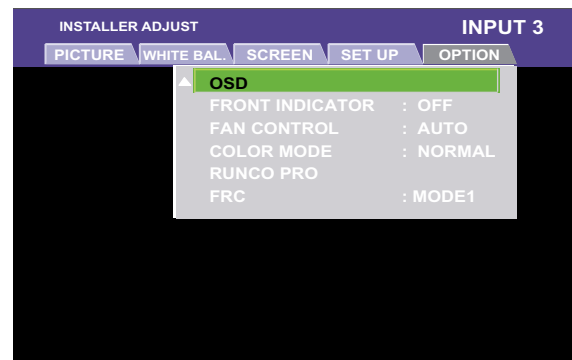 INSTALLER ADJUST INPUT 3
PICTURE WHITE BAL. SCREEN SET UP OPTION
OSD
FRONT INDICATOR : OFF
FAN CONTROL : AUTO
COLOR MODE : NORMAL
RUNCO PRO
FRC : MODE1